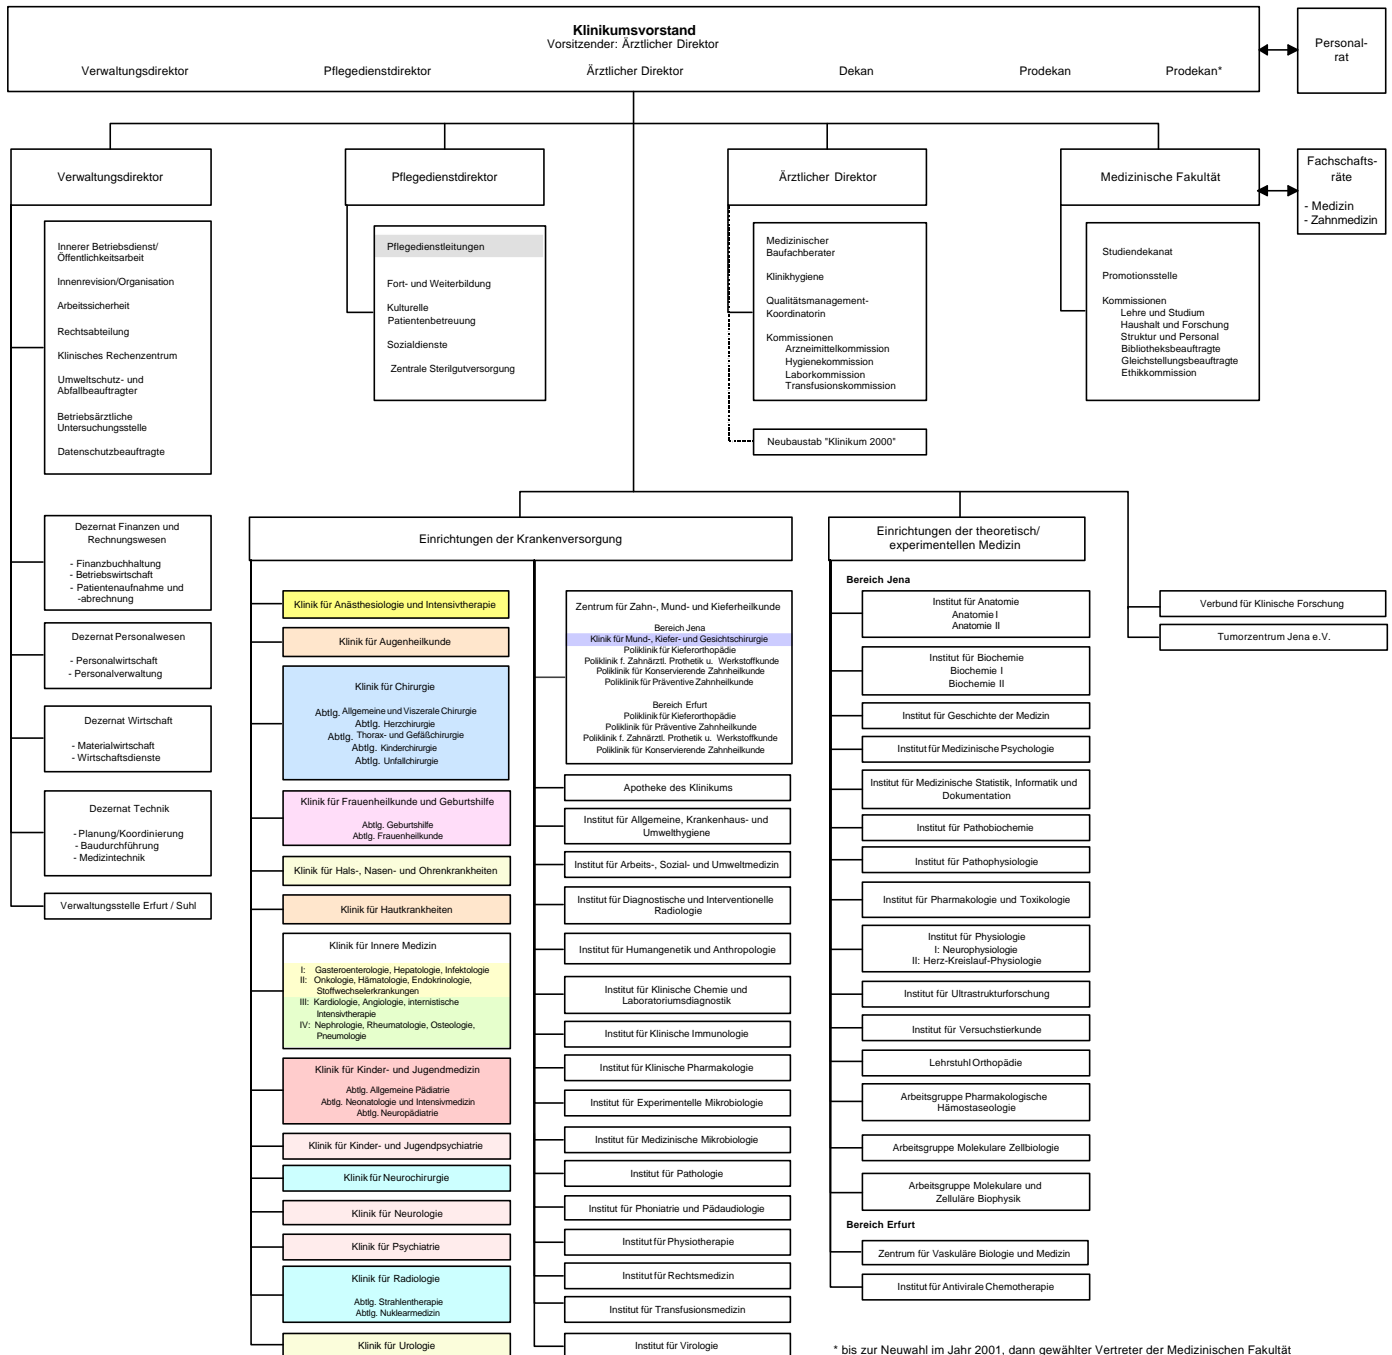 Klinikumsvorstand
Vorsitzender: Ärztlicher Direktor
Verwaltungsdirektor
Pflegedienstdirektor
Ärztlicher Direktor
Dekan
Prodekan
Prodekan*
Personal-
rat
Verwaltungsdirektor
Pflegedienstdirektor
Ärztlicher Direktor
Medizinische Fakultät
Fachschafts-
räte
- Medizin
- Zahnmedizin
Innerer Betriebsdienst/
Öffentlichkeitsarbeit
Innenrevision/Organisation
Arbeitssicherheit
Rechtsabteilung
Klinisches Rechenzentrum
Umweltschutz- und
Abfallbeauftragter
Betriebsärztliche
Untersuchungsstelle
Datenschutzbeauftragte
Pflegedienstleitungen
Fort- und Weiterbildung
Kulturelle
Patientenbetreuung
Sozialdienste
Zentrale Sterilgutversorgung
Medizinischer
Baufachberater
Klinikhygiene
Qualitätsmanagement-
Koordinatorin
Kommissionen
Arzneimittelkommission
Hygienekommission
Laborkommission
Transfusionskommission
Neubaustab "Klinikum 2000"
Studiendekanat
Promotionsstelle
Kommissionen
Lehre und Studium
Haushalt und Forschung
Struktur und Personal
Bibliotheksbeauftragte
Gleichstellungsbeauftragte
Ethikkommission
Dezernat Finanzen und
Rechnungswesen
- Finanzbuchhaltung
- Betriebswirtschaft
- Patientenaufnahme und
-abrechnung
Dezernat Personalwesen
- Personalwirtschaft
- Personalverwaltung
Dezernat Wirtschaft
- Materialwirtschaft
- Wirtschaftsdienste
Dezernat Technik
- Planung/Koordinierung
- Baudurchführung
- Medizintechnik
Verwaltungsstelle Erfurt / Suhl
Einrichtungen der Krankenversorgung
Klinik für Anästhesiologie und Intensivtherapie
Klinik für Augenheilkunde
Klinik für Chirurgie
Abtlg. Allgemeine und Viszerale Chirurgie
Abtlg. Herzchirurgie
Abtlg. Thorax- und Gefäßchirurgie
Abtlg. Kinderchirurgie
Abtlg. Unfallchirurgie
Klinik für Frauenheilkunde und Geburtshilfe
Abtlg. Geburtshilfe
Abtlg. Frauenheilkunde
Klinik für Hals-, Nasen- und Ohrenkrankheiten
Klinik für Hautkrankheiten
Klinik für Innere Medizin
I: Gasteroenterologie, Hepatologie, Infektologie
II: Onkologie, Hämatologie, Endokrinologie,
Stoffwechselerkrankungen
III: Kardiologie, Angiologie, internistische
Intensivtherapie
IV: Nephrologie, Rheumatologie, Osteologie,
Pneumologie
Klinik für Kinder- und Jugendmedizin
Abtlg. Allgemeine Pädiatrie
Abtlg. Neonatologie und Intensivmedizin
Abtlg. Neuropädiatrie
Klinik für Kinder- und Jugendpsychiatrie
Klinik für Neurochirurgie
Klinik für Neurologie
Klinik für Psychiatrie
Klinik für Radiologie
Abtlg. Strahlentherapie
Abtlg. Nuklearmedizin
Klinik für Urologie
Zentrum für Zahn-, Mund- und Kieferheilkunde
Bereich Jena
Klinik für Mund-, Kiefer- und Gesichtschirurgie
Poliklinik für Kieferorthopädie
Poliklinik f. Zahnärztl. Prothetik u. Werkstoffkunde
Poliklinik für Konservierende Zahnheilkunde
Poliklinik für Präventive Zahnheilkunde
Bereich Erfurt
Poliklinik für Kieferorthopädie
Poliklinik für Präventive Zahnheilkunde
Poliklinik f. Zahnärztl. Prothetik u. Werkstoffkunde
Poliklinik für Konservierende Zahnheilkunde
Apotheke des Klinikums
Institut für Allgemeine, Krankenhaus- und
Umwelthygiene
Institut für Arbeits-, Sozial- und Umweltmedizin
Institut für Diagnostische und Interventionelle
Radiologie
Institut für Humangenetik und Anthropologie
Institut für Klinische Chemie und
Laboratoriumsdiagnostik
Institut für Klinische Immunologie
Institut für Klinische Pharmakologie
Institut für Experimentelle Mikrobiologie
Institut für Medizinische Mikrobiologie
Institut für Pathologie
Institut für Phoniatrie und Pädaudiologie
Institut für Physiotherapie
Institut für Rechtsmedizin
Institut für Transfusionsmedizin
Institut für Virologie
Einrichtungen der theoretisch/
experimentellen Medizin
Bereich Jena
Institut für Anatomie
Anatomie I
Anatomie II
Institut für Biochemie
Biochemie I
Biochemie II
Institut für Geschichte der Medizin
Institut für Medizinische Psychologie
Institut für Medizinische Statistik, Informatik und
Dokumentation
Institut für Pathobiochemie
Institut für Pathophysiologie
Institut für Pharmakologie und Toxikologie
Institut für Physiologie
I: Neurophysiologie
II: Herz-Kreislauf-Physiologie
Institut für Ultrastrukturforschung
Institut für Versuchstierkunde
Lehrstuhl Orthopädie
Arbeitsgruppe Pharmakologische
Hämostaseologie
Arbeitsgruppe Molekulare Zellbiologie
Arbeitsgruppe Molekulare und
Zelluläre Biophysik
Bereich Erfurt
Zentrum für Vaskuläre Biologie und Medizin
Institut für Antivirale Chemotherapie
Verbund für Klinische Forschung
Tumorzentrum Jena e.V.
* bis zur Neuwahl im Jahr 2001, dann gewählter Vertreter der Medizinischen Fakultät